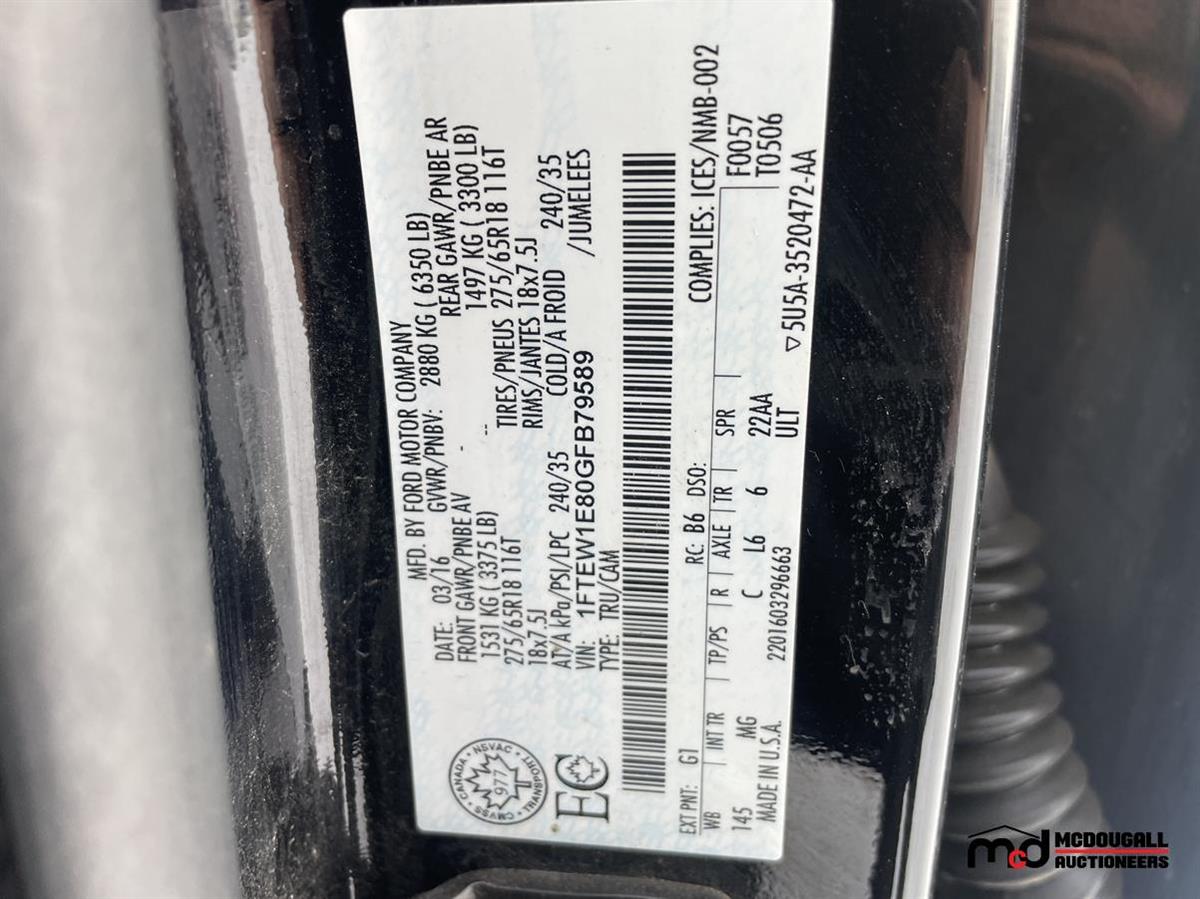 MFD. BY FORD MOTOR COMPANY
DATE: 03/16 GVWR/PNBV: 2880 KG ( 6350 LB)
FRONT GAWR/PNBE AV REAR GAWR/PNBE AR
1531 KG ( 3375 LB) - 1497 KG ( 3300 LB)
275/65R18 116T -- TIRES/PNEUS 275/65R18 116T
18x7.5J RIMS/JANTES 18x7.5J
AT/A kPa/PSI/LPC 240/35 COLD/A FROID 240/35
VIN: 1FTEW1E80GFB79589 /JUMELEES
TYPE: TRU/CAM
CANADA
NSVAC
977
CMVSS
TRANSPORT
EC
EXT PNT: G1 RC: B6 DSO: COMPLIES: ICES/NMB-002
WB INT TR TP/PS R AXLE TR SPR F0057
T0506
145 MG C L6 6 22AA
ULT
MADE IN U.S.A. 2201603296663 ▽5U5A-3520472-AA
mcd MCDOUGALL
AUCTIONEERS